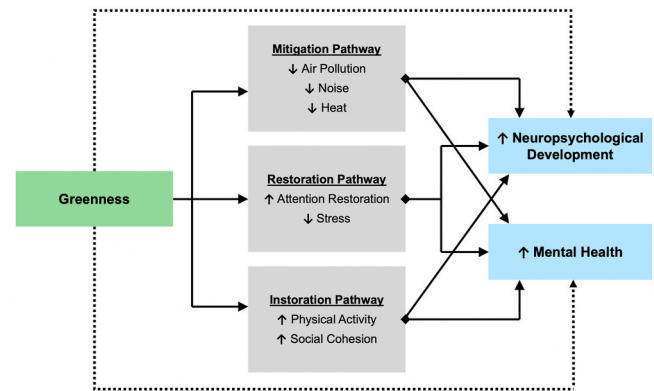 Mitigation Pathway
↓ Air Pollution
↓ Noise
↓ Heat
↑ Neuropsychological
Development
Greenness
Restoration Pathway
↑ Attention Restoration
↓ Stress
↑ Mental Health
Instoration Pathway
↑ Physical Activity
↑ Social Cohesion